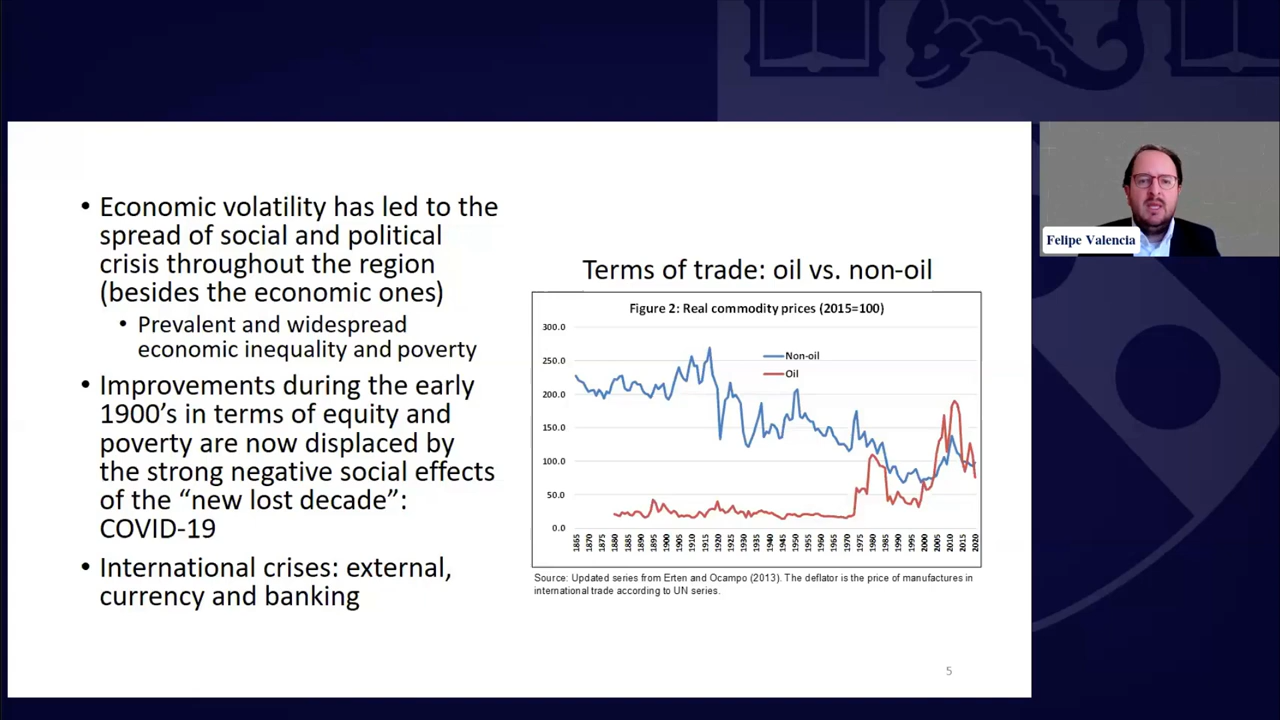 • Economic volatility has led to the
spread of social and political
crisis throughout the region
(besides the economic ones)
• Prevalent and widespread
economic inequality and poverty
• Improvements during the early
1900’s in terms of equity and
poverty are now displaced by
the strong negative social effects
of the “new lost decade”:
COVID-19
• International crises: external,
currency and banking
Terms of trade: oil vs. non-oil
Figure 2: Real commodity prices (2015=100)
300.0
250.0
200.0
150.0
100.0
50.0
0.0
Non-oil
Oil
1865
1870
1875
1880
1885
1890
1895
1900
1905
1910
1915
1920
1925
1930
1935
1940
1945
1950
1955
1960
1965
1970
1975
1980
1985
1990
1995
2000
2005
2010
2015
2020
Source: Updated series from Erten and Ocampo (2013). The deflator is the price of manufactures in
international trade according to UN series.
5
Felipe Valencia